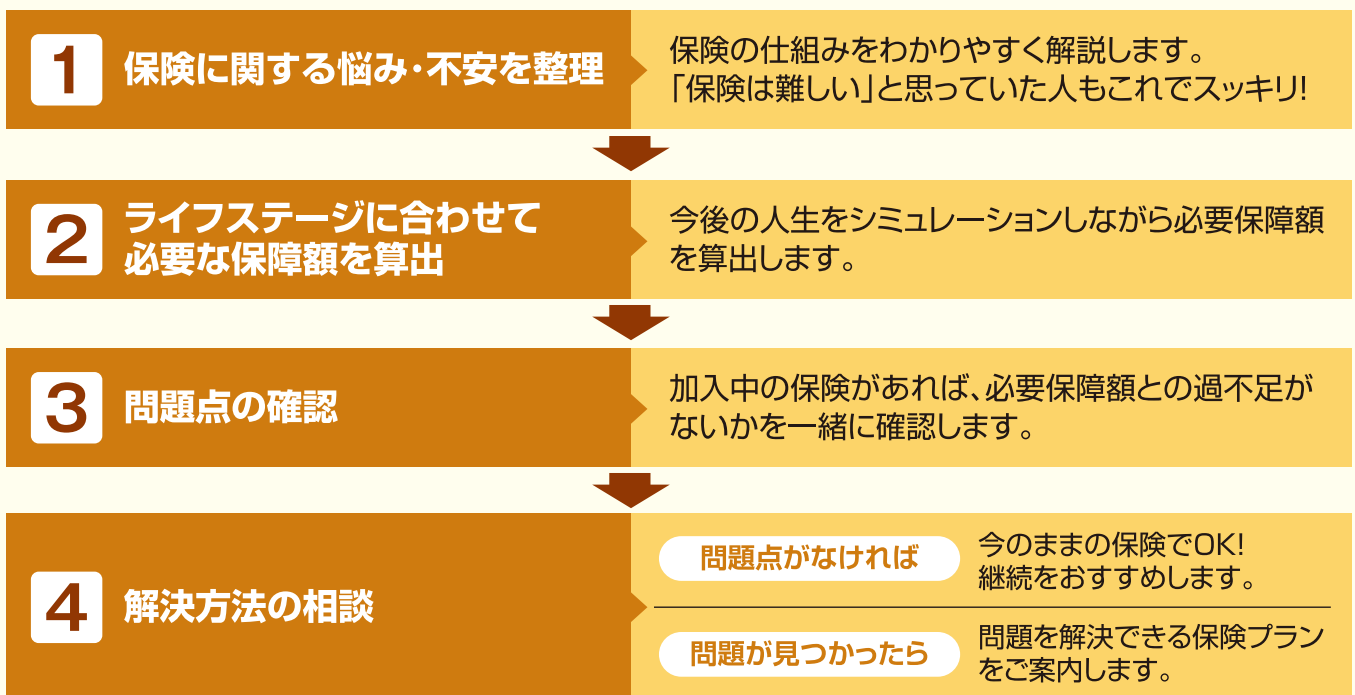 1
保険に関する悩み・不安を整理
保険の仕組みをわかりやすく解説します。
「保険は難しい」と思っていた人もこれでスッキリ!
2
ライフステージに合わせて
必要な保障額を算出
今後の人生をシミュレーションしながら必要保障額
を算出します。
3
問題点の確認
加入中の保険があれば、必要保障額との過不足が
ないかを一緒に確認します。
4
解決方法の相談
問題点がなければ
今のままの保険でOK!
継続をおすすめします。
問題が見つかったら
問題を解決できる保険プラン
をご案内します。